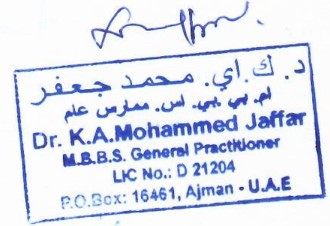 د. ك. اي. محمد جعفر
ام. بي. بي. اس. ممارس عام
Dr. K.A.Mohammed Jaffar
M.B.B.S. General Practitioner
LIC No.: D 21204
P.O.Box: 16461, Ajman - U.A.E